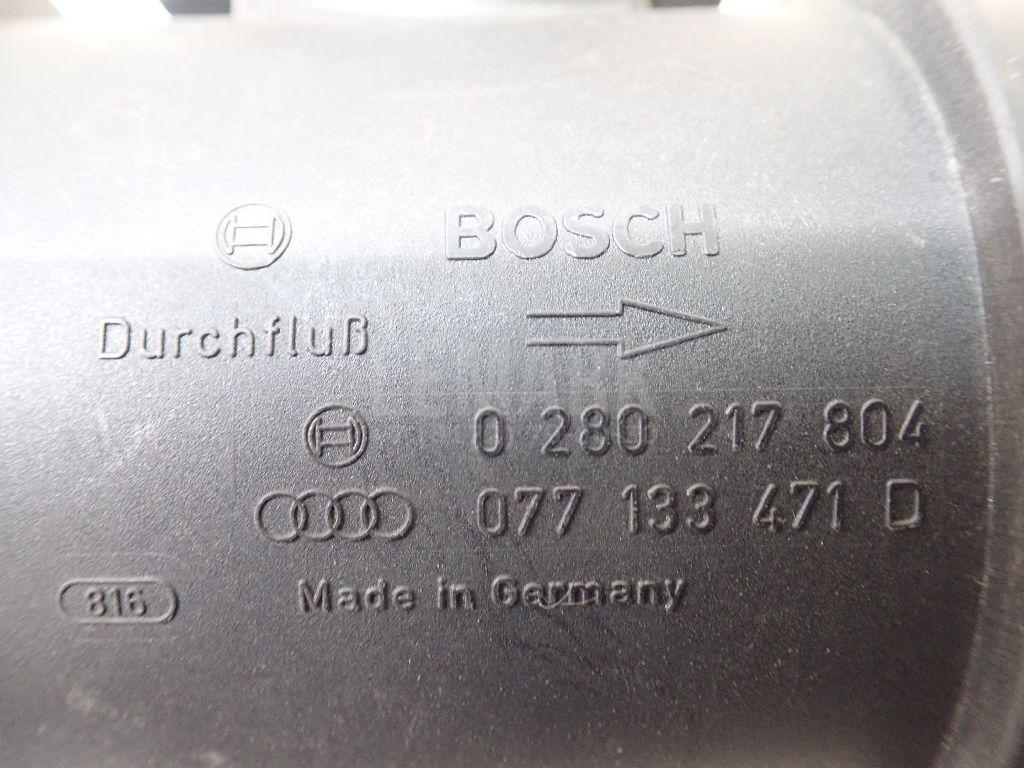 BOSCH
Durchfluß
0 280 217 804
077 133 471 D
816
Made in Germany